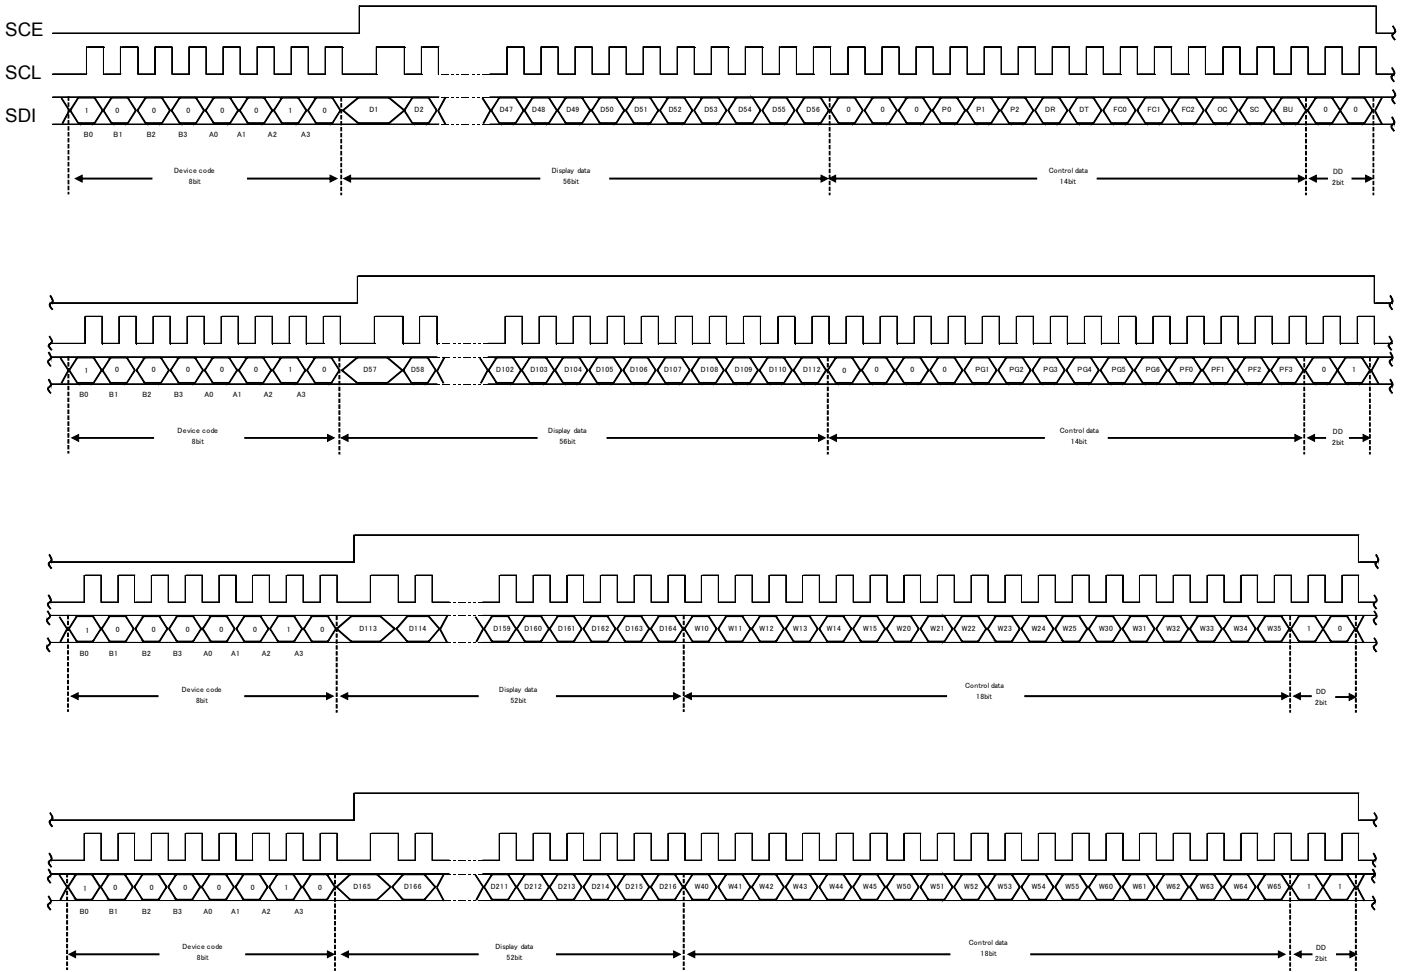 SCE
SCL
SDI
1 0 0 0 0 0 1 0 D1 D2 D47 D48 D49 D50 D51 D52 D53 D54 D55 D56 0 0 0 P0 P1 P2 DR DT FC0 FC1 FC2 OC SC BU 0 0
B0 B1 B2 B3 A0 A1 A2 A3
Device code
8bit
Display data
56bit
Control data
14bit
DD
2bit
1 0 0 0 0 0 1 0 D57 D58 D102 D103 D104 D105 D106 D107 D108 D109 D110 D112 0 0 0 0 PG1 PG2 PG3 PG4 PG5 PG6 PF0 PF1 PF2 PF3 0 1
B0 B1 B2 B3 A0 A1 A2 A3
Device code
8bit
Display data
56bit
Control data
14bit
DD
2bit
1 0 0 0 0 0 1 0 D113 D114 D159 D160 D161 D162 D163 D164 W10 W11 W12 W13 W14 W15 W20 W21 W22 W23 W24 W25 W30 W31 W32 W33 W34 W35 1 0
B0 B1 B2 B3 A0 A1 A2 A3
Device code
8bit
Display data
52bit
Control data
18bit
DD
2bit
1 0 0 0 0 0 1 0 D165 D166 D211 D212 D213 D214 D215 D216 W40 W41 W42 W43 W44 W45 W50 W51 W52 W53 W54 W55 W60 W61 W62 W63 W64 W65 1 1
B0 B1 B2 B3 A0 A1 A2 A3
Device code
8bit
Display data
52bit
Control data
18bit
DD
2bit